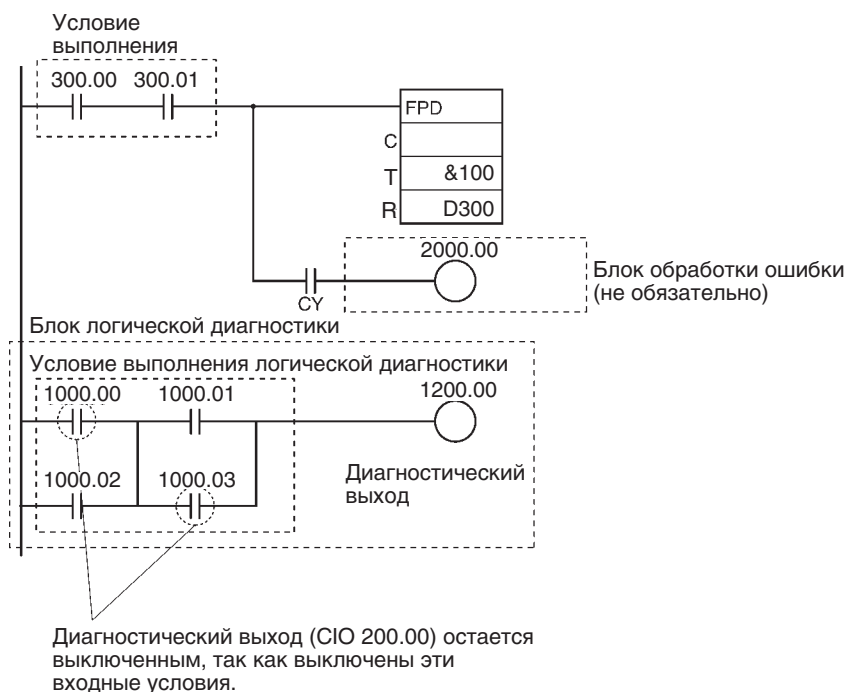 Условие
выполнения
300.00 300.01
FPD
C
T &100
R D300
2000.00
CY
Блок обработки ошибки
(не обязательно)
Блок логической диагностики
Условие выполнения логической диагностики
1000.00 1000.01 1200.00
1000.02 1000.03
Диагностический
выход
Диагностический выход (CIO 200.00) остается
выключенным, так как выключены эти
входные условия.